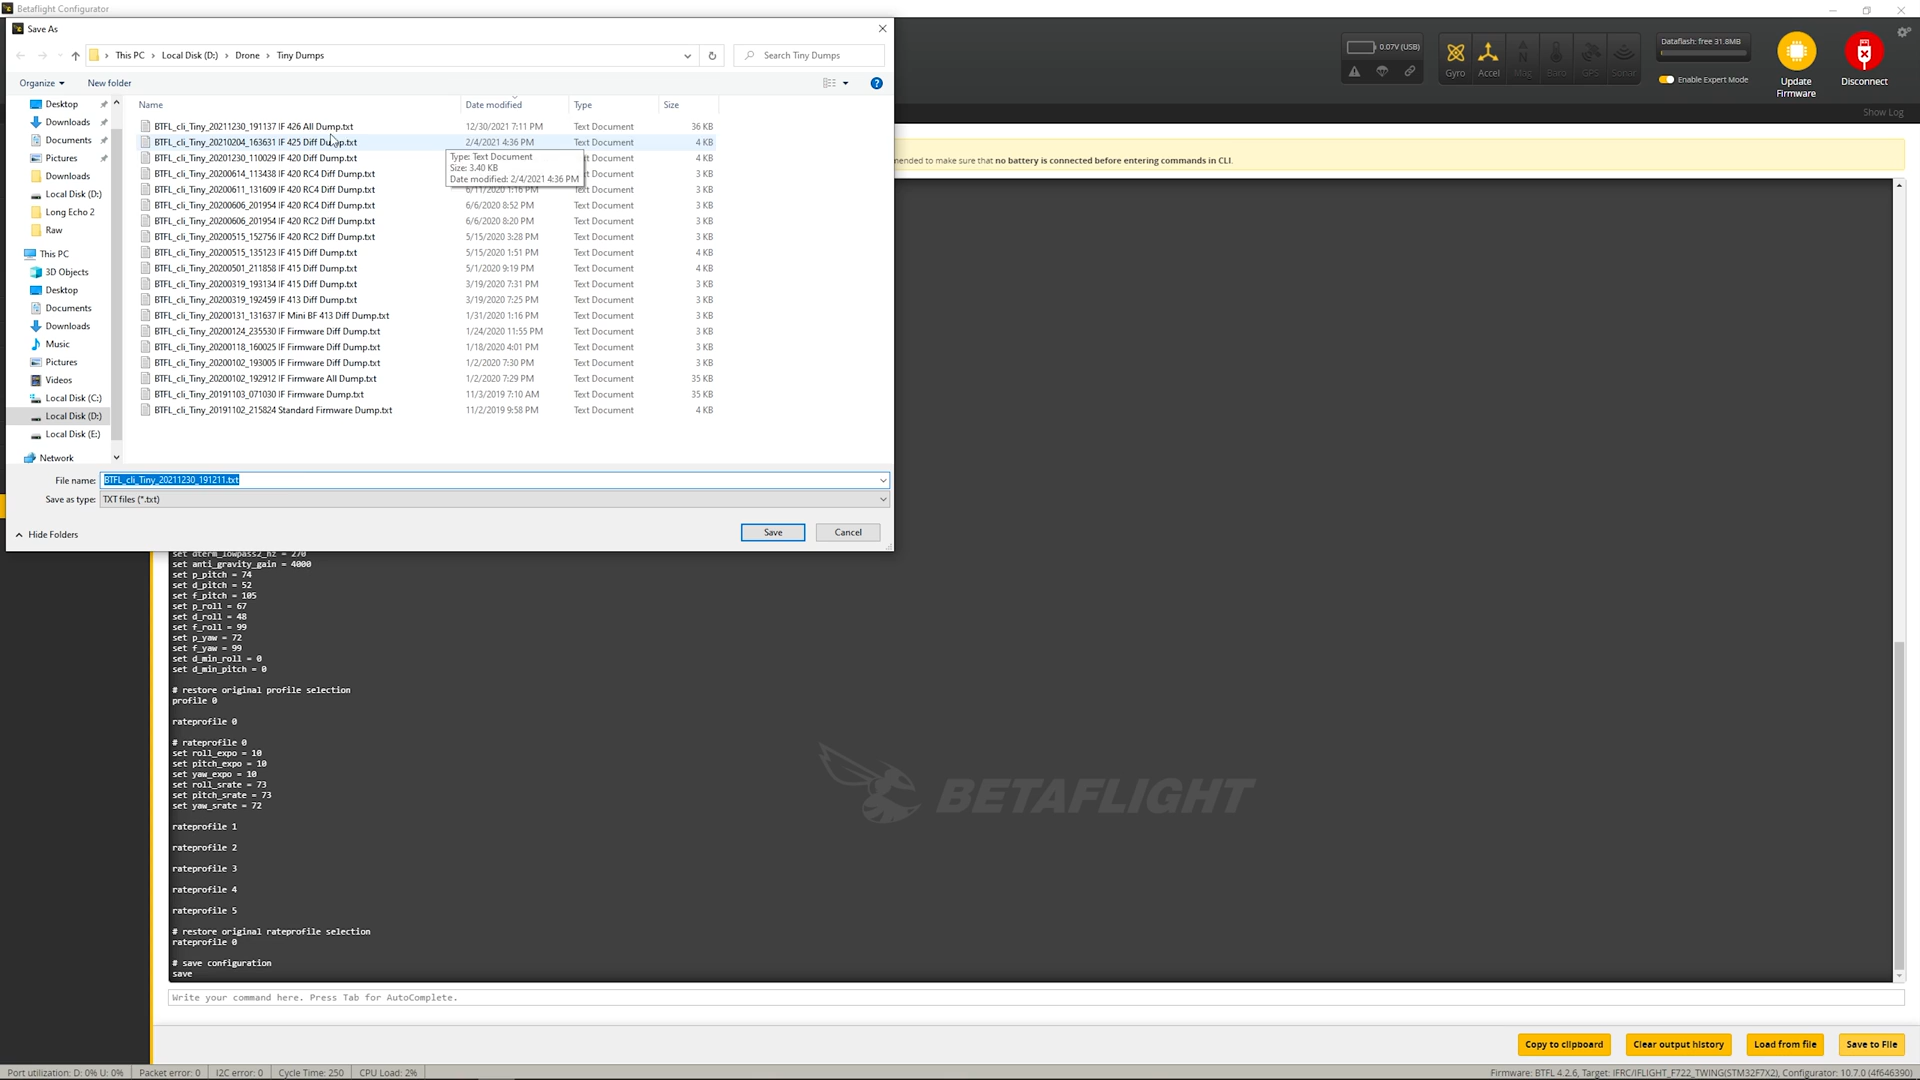 Betaflight Configurator
Save As
This PC › Local Disk (D:) › Drone › Tiny Dumps
Search Tiny Dumps
Organize
New folder
Desktop
Downloads
Documents
Pictures
Downloads
Local Disk (D:)
Long Echo 2
Raw
This PC
3D Objects
Desktop
Documents
Downloads
Music
Pictures
Videos
Local Disk (C:)
Local Disk (D:)
Local Disk (E:)
Network
Name Date modified Type Size
BTFL_cli_Tiny_20211230_191137 IF 426 All Dump.txt 12/30/2021 7:11 PM Text Document 36 KB
BTFL_cli_Tiny_20210204_163631 IF 425 Diff Dump.txt 2/4/2021 4:36 PM Text Document 4 KB
BTFL_cli_Tiny_20201230_110029 IF 420 Diff Dump.txt 4 KB
BTFL_cli_Tiny_20200614_113438 IF 420 RC4 Diff Dump.txt 3 KB
BTFL_cli_Tiny_20200611_131609 IF 420 RC4 Diff Dump.txt 6/11/2020 1:16 PM Text Document 3 KB
BTFL_cli_Tiny_20200606_201954 IF 420 RC4 Diff Dump.txt 6/6/2020 8:52 PM Text Document 3 KB
BTFL_cli_Tiny_20200606_201954 IF 420 RC2 Diff Dump.txt 6/6/2020 8:20 PM Text Document 3 KB
BTFL_cli_Tiny_20200515_152756 IF 420 RC2 Diff Dump.txt 5/15/2020 3:28 PM Text Document 3 KB
BTFL_cli_Tiny_20200515_135123 IF 415 Diff Dump.txt 5/15/2020 1:51 PM Text Document 4 KB
BTFL_cli_Tiny_20200501_211858 IF 415 Diff Dump.txt 5/1/2020 9:19 PM Text Document 4 KB
BTFL_cli_Tiny_20200319_193134 IF 415 Diff Dump.txt 3/19/2020 7:31 PM Text Document 3 KB
BTFL_cli_Tiny_20200319_192459 IF 413 Diff Dump.txt 3/19/2020 7:25 PM Text Document 3 KB
BTFL_cli_Tiny_20200131_131637 IF Mini BF 413 Diff Dump.txt 1/31/2020 1:16 PM Text Document 3 KB
BTFL_cli_Tiny_20200124_235530 IF Firmware Diff Dump.txt 1/24/2020 11:55 PM Text Document 3 KB
BTFL_cli_Tiny_20200118_160025 IF Firmware Diff Dump.txt 1/18/2020 4:01 PM Text Document 3 KB
BTFL_cli_Tiny_20200102_193005 IF Firmware Diff Dump.txt 1/2/2020 7:30 PM Text Document 3 KB
BTFL_cli_Tiny_20200102_192912 IF Firmware All Dump.txt 1/2/2020 7:29 PM Text Document 35 KB
BTFL_cli_Tiny_20191103_071030 IF Firmware Dump.txt 11/3/2019 7:10 AM Text Document 35 KB
BTFL_cli_Tiny_20191102_215824 Standard Firmware Dump.txt 11/2/2019 9:58 PM Text Document 4 KB
Type: Text Document
Size: 3.40 KB
Date modified: 2/4/2021 4:36 PM
File name: BTFL_cli_Tiny_20211230_191211.txt
Save as type: TXT files (*.txt)
Hide Folders
Save
Cancel
0.07V (USB)
Gyro
Accel
Mag
Baro
GPS
Sonar
Dataflash: free 31.8MB
Enable Expert Mode
Update
Firmware
Disconnect
Show Log
mended to make sure that no battery is connected before entering commands in CLI.
set dterm_lowpass2_hz = 270
set anti_gravity_gain = 4000
set p_pitch = 74
set d_pitch = 52
set f_pitch = 105
set p_roll = 67
set d_roll = 48
set f_roll = 99
set p_yaw = 72
set f_yaw = 99
set d_min_roll = 0
set d_min_pitch = 0
# restore original profile selection
profile 0
rateprofile 0
# rateprofile 0
set roll_expo = 10
set pitch_expo = 10
set yaw_expo = 10
set roll_srate = 73
set pitch_srate = 73
set yaw_srate = 72
rateprofile 1
rateprofile 2
rateprofile 3
rateprofile 4
rateprofile 5
# restore original rateprofile selection
rateprofile 0
# save configuration
save
BETAFLIGHT
Write your command here. Press Tab for AutoComplete.
Copy to clipboard
Clear output history
Load from file
Save to File
Port utilization: D: 0% U: 0%
Packet error: 0
I2C error: 0
Cycle Time: 250
CPU Load: 2%
Firmware: BTFL 4.2.6, Target: IFRC/IFLIGHT_F722_TWING(STM32F7X2), Configurator: 10.7.0 (4f646390)